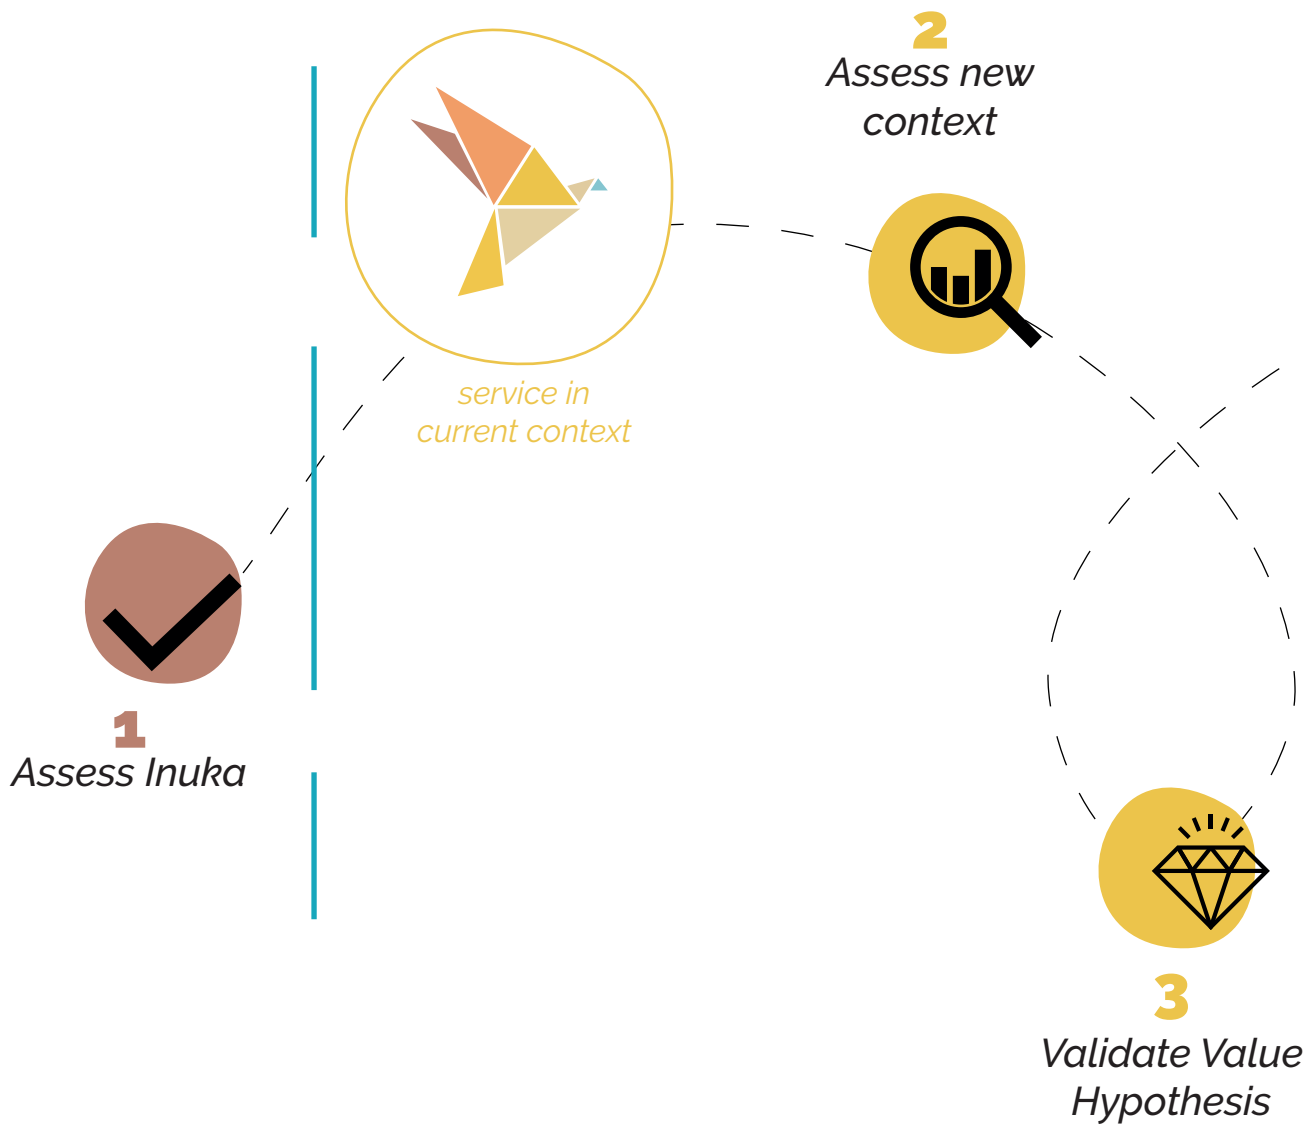 1
Assess Inuka
service in
current context
2
Assess new
context
3
Validate Value
Hypothesis